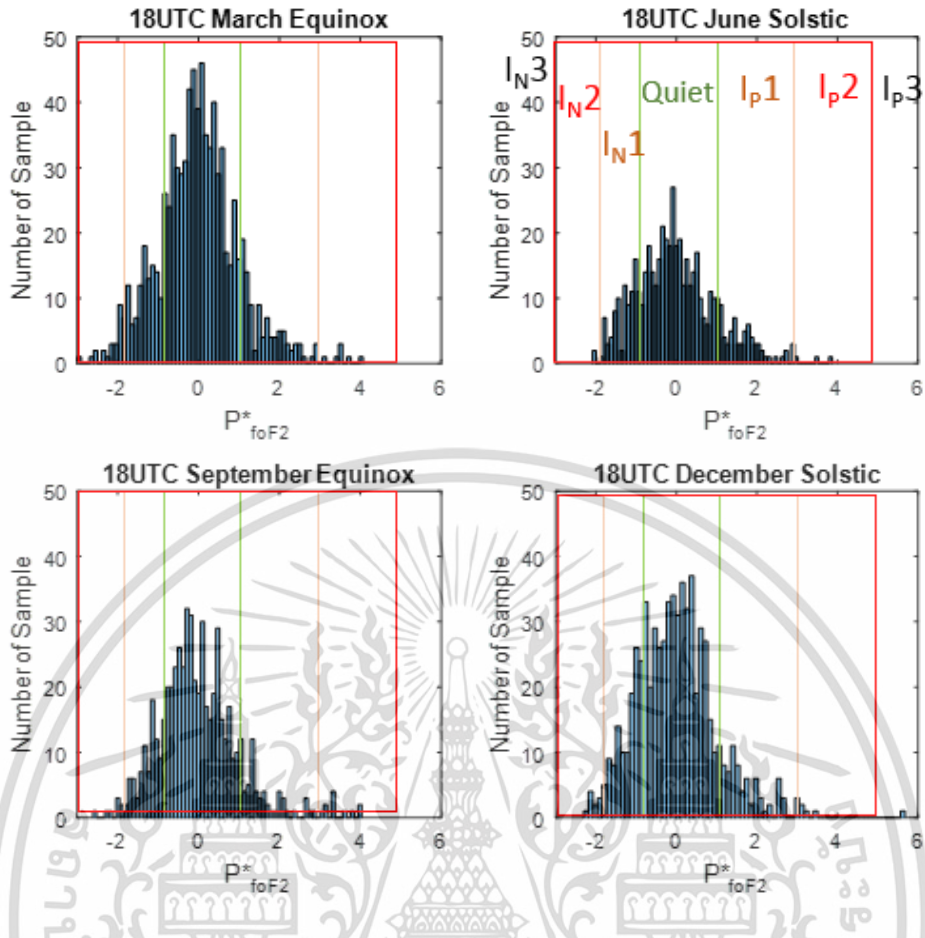 18UTC March Equinox
50
40
30
20
10
0
Number of Sample
-2 0 2 4 6
P*foF2
18UTC June Solstic
50
40
30
20
10
0
Number of Sample
IN3
IN2
IN1
Quiet
IP1
IP2
IP3
-2 0 2 4 6
P*foF2
18UTC September Equinox
50
40
30
20
10
0
Number of Sample
-2 0 2 4 6
P*foF2
18UTC December Solstic
50
40
30
20
10
0
Number of Sample
-2 0 2 4 6
P*foF2